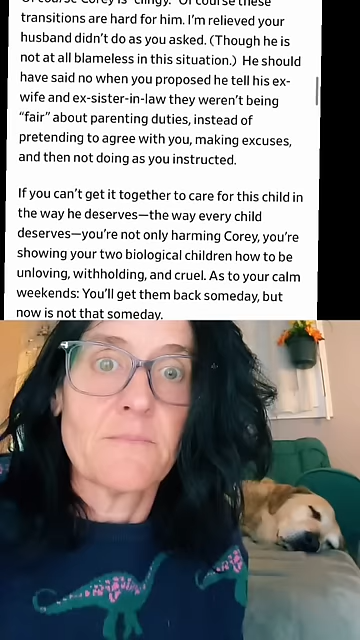 Of course Corey is "clingy." Of course these
transitions are hard for him. I'm relieved your
husband didn't do as you asked. (Though he is
not at all blameless in this situation.) He should
have said no when you proposed he tell his ex-
wife and ex-sister-in-law they weren't being
"fair" about parenting duties, instead of
pretending to agree with you, making excuses,
and then not doing as you instructed.
If you can't get it together to care for this child in
the way he deserves—the way every child
deserves—you're not only harming Corey, you're
showing your two biological children how to be
unloving, withholding, and cruel. As to your calm
weekends: You'll get them back someday, but
now is not that someday.